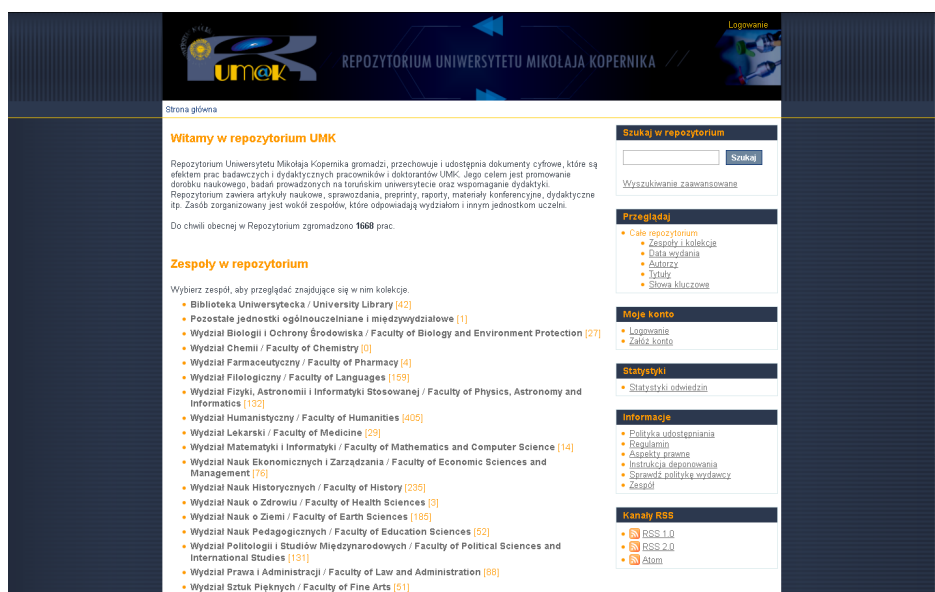 Logowanie
um@k
REPOZYTORIUM UNIWERSYTETU MIKOŁAJA KOPERNIKA //
Strona główna
Witamy w repozytorium UMK
Repozytorium Uniwersytetu Mikołaja Kopernika gromadzi, przechowuje i udostępnia dokumenty cyfrowe, które są
efektem prac badawczych i dydaktycznych pracowników i doktorantów UMK. Jego celem jest promowanie
dorobku naukowego, badań prowadzonych na toruńskim uniwersytecie oraz wspomaganie dydaktyki.
Repozytorium zawiera artykuły naukowe, sprawozdania, preprinty, raporty, materiały konferencyjne, dydaktyczne
itp. Zasób zorganizowany jest wokół zespołów, które odpowiadają wydziałom i innym jednostkom uczelni.
Do chwili obecnej w Repozytorium zgromadzono 1668 prac.
Zespoły w repozytorium
Wybierz zespół, aby przeglądać znajdujące się w nim kolekcje.
Biblioteka Uniwersytecka / University Library [42]
Pozostałe jednostki ogólnouczelniane i międzywydziałowe [1]
Wydział Biologii i Ochrony Środowiska / Faculty of Biology and Environment Protection [27]
Wydział Chemii / Faculty of Chemistry [0]
Wydział Farmaceutyczny / Faculty of Pharmacy [4]
Wydział Filologiczny / Faculty of Languages [159]
Wydział Fizyki, Astronomii i Informatyki Stosowanej / Faculty of Physics, Astronomy and
Informatics [132]
Wydział Humanistyczny / Faculty of Humanities [405]
Wydział Lekarski / Faculty of Medicine [29]
Wydział Matematyki i Informatyki / Faculty of Mathematics and Computer Science [14]
Wydział Nauk Ekonomicznych i Zarządzania / Faculty of Economic Sciences and
Management [76]
Wydział Nauk Historycznych / Faculty of History [235]
Wydział Nauk o Zdrowiu / Faculty of Health Sciences [3]
Wydział Nauk o Ziemi / Faculty of Earth Sciences [185]
Wydział Nauk Pedagogicznych / Faculty of Education Sciences [52]
Wydział Politologii i Studiów Międzynarodowych / Faculty of Political Sciences and
International Studies [131]
Wydział Prawa i Administracji / Faculty of Law and Administration [88]
Wydział Sztuk Pięknych / Faculty of Fine Arts [51]
Szukaj w repozytorium
Szukaj
Wyszukiwanie zaawansowane
Przeglądaj
Całe repozytorium
Zespoły i kolekcje
Data wydania
Autorzy
Tytuły
Słowa kluczowe
Moje konto
Logowanie
Załóż konto
Statystyki
Statystyki odwiedzin
Informacje
Polityka udostępniania
Regulamin
Aspekty prawne
Instrukcja deponowania
Sprawdź politykę wydawcy
Zespół
Kanały RSS
RSS 1.0
RSS 2.0
Atom